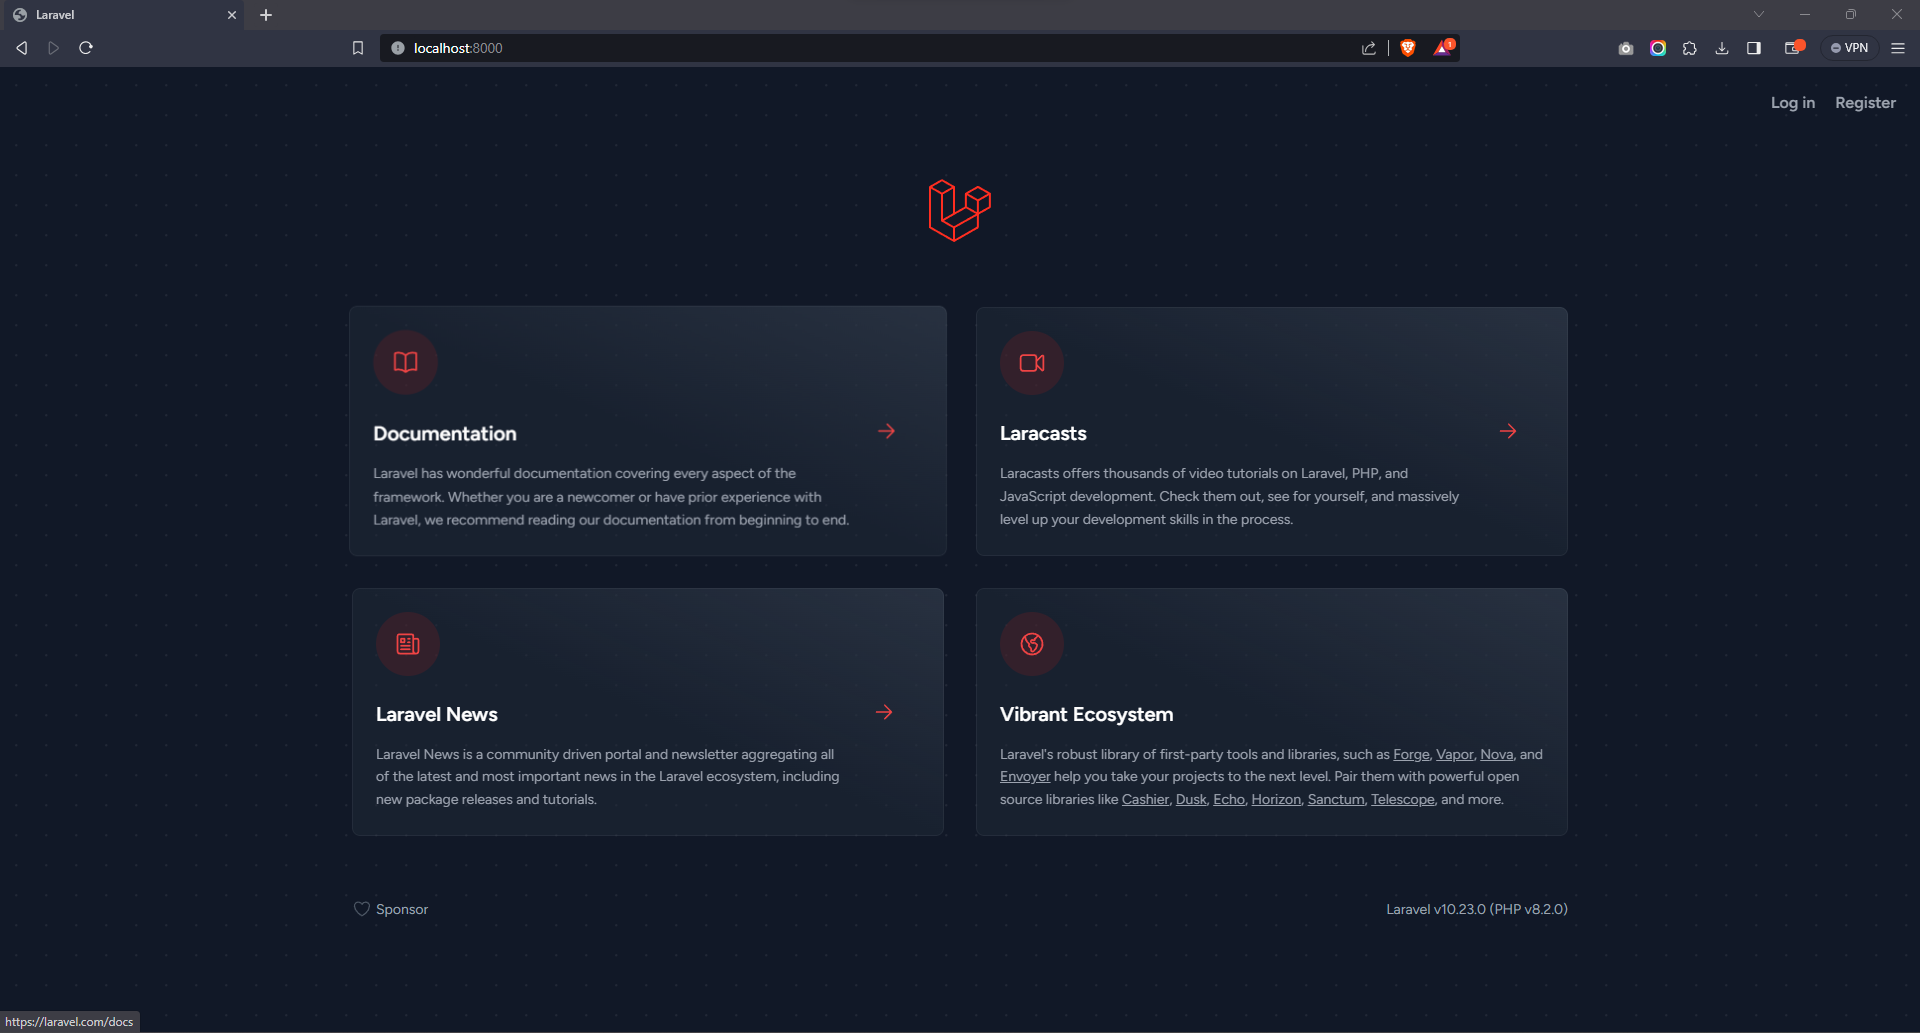 Laravel
localhost:8000
1
VPN
Log in
Register
Documentation
Laravel has wonderful documentation covering every aspect of the
framework. Whether you are a newcomer or have prior experience with
Laravel, we recommend reading our documentation from beginning to end.
Laracasts
Laracasts offers thousands of video tutorials on Laravel, PHP, and
JavaScript development. Check them out, see for yourself, and massively
level up your development skills in the process.
Laravel News
Laravel News is a community driven portal and newsletter aggregating all
of the latest and most important news in the Laravel ecosystem, including
new package releases and tutorials.
Vibrant Ecosystem
Laravel's robust library of first-party tools and libraries, such as Forge, Vapor, Nova, and
Envoyer help you take your projects to the next level. Pair them with powerful open
source libraries like Cashier, Dusk, Echo, Horizon, Sanctum, Telescope, and more.
Sponsor
Laravel v10.23.0 (PHP v8.2.0)
https://laravel.com/docs